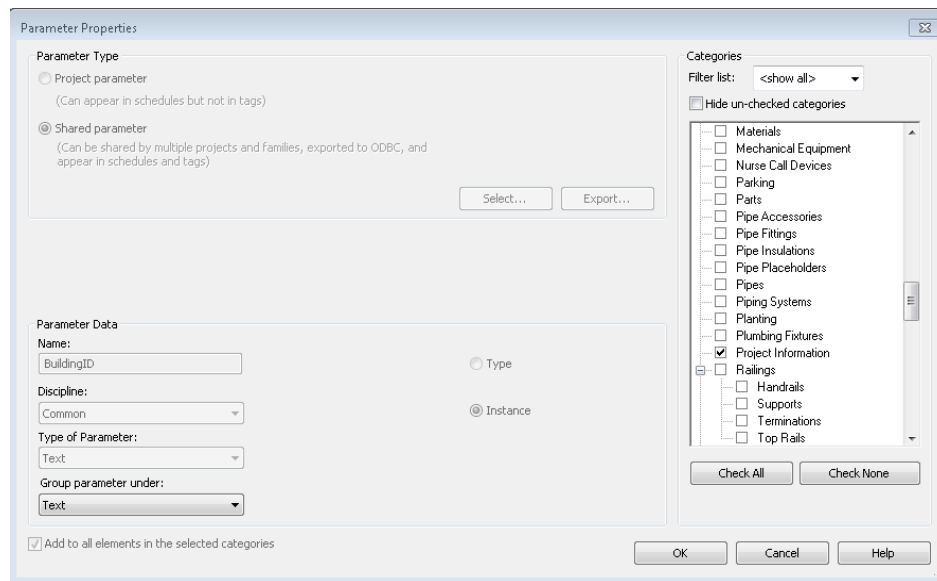 Parameter Properties
Parameter Type
Project parameter
(Can appear in schedules but not in tags)
Shared parameter
(Can be shared by multiple projects and families, exported to ODBC, and
appear in schedules and tags)
Select...
Export...
Parameter Data
Name:
BuildingID
Type
Discipline:
Common
Instance
Type of Parameter:
Text
Group parameter under:
Text
Add to all elements in the selected categories
Categories
Filter list:
<show all>
Hide un-checked categories
Materials
Mechanical Equipment
Nurse Call Devices
Parking
Parts
Pipe Accessories
Pipe Fittings
Pipe Insulations
Pipe Placeholders
Pipes
Piping Systems
Planting
Plumbing Fixtures
Project Information
Railings
Handrails
Supports
Terminations
Top Rails
Check All
Check None
OK
Cancel
Help